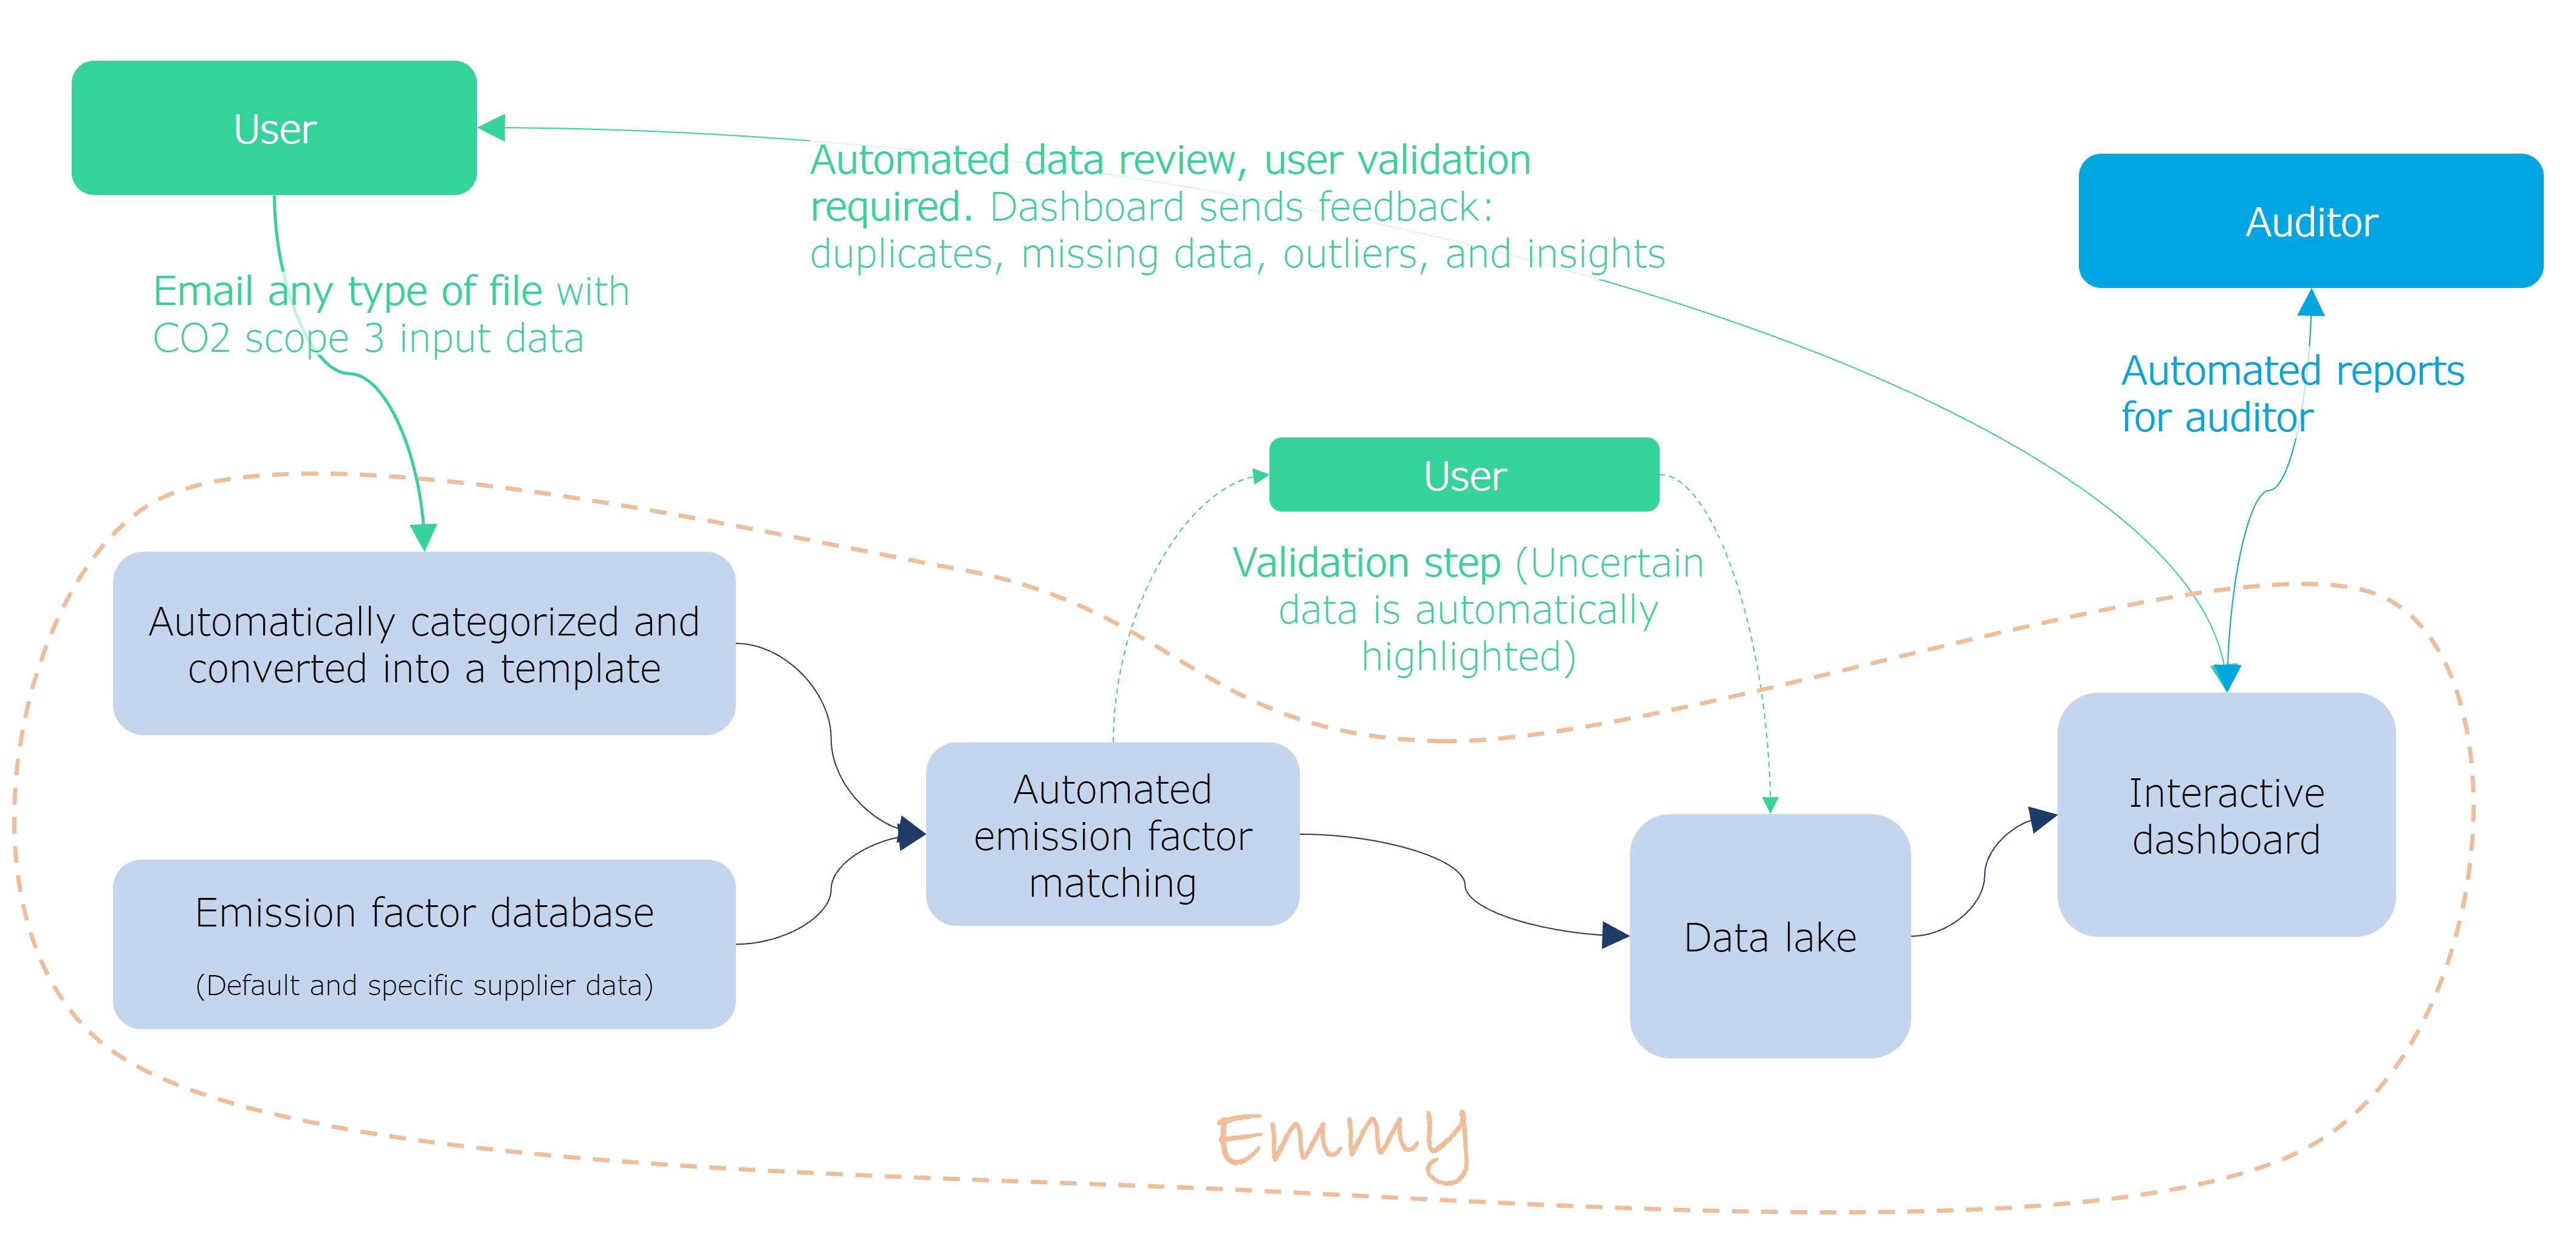 User
Automated data review, user validation
required. Dashboard sends feedback:
duplicates, missing data, outliers, and insights
Auditor
Email any type of file with
CO2 scope 3 input data
Automated reports
for auditor
User
Validation step (Uncertain
data is automatically
highlighted)
Automatically categorized and
converted into a template
Automated
emission factor
matching
Interactive
dashboard
Emission factor database
(Default and specific supplier data)
Data lake
Emmy